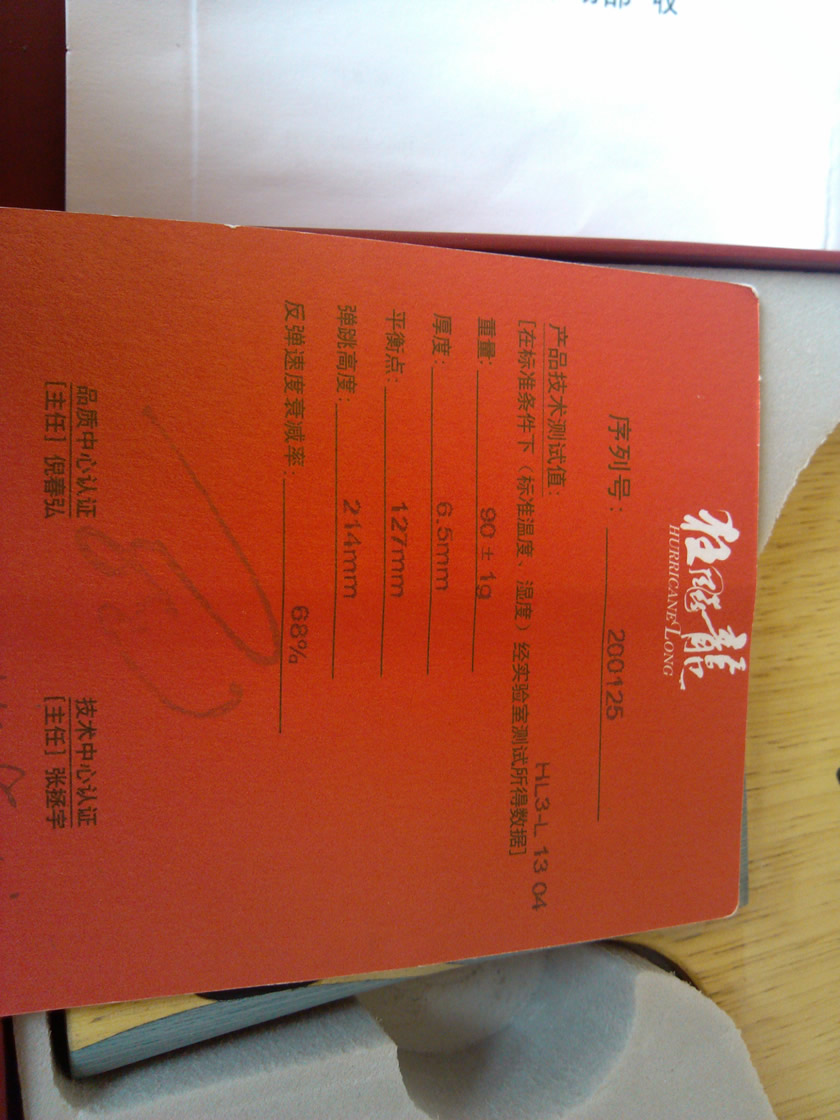 部 收
狂飚龍
HURRICANE LONG
序列号： 200125
HL3-L 13 04
产品技术测试值：
[在标准条件下（标准温度、湿度）经实验室测试所得数据]
重量： 90 ± 1g
厚度： 6.5mm
平衡点： 127mm
弹跳高度： 214mm
反弹速度衰减率： 68%
品质中心认证
[主任] 倪春弘
技术中心认证
[主任] 张拯宇